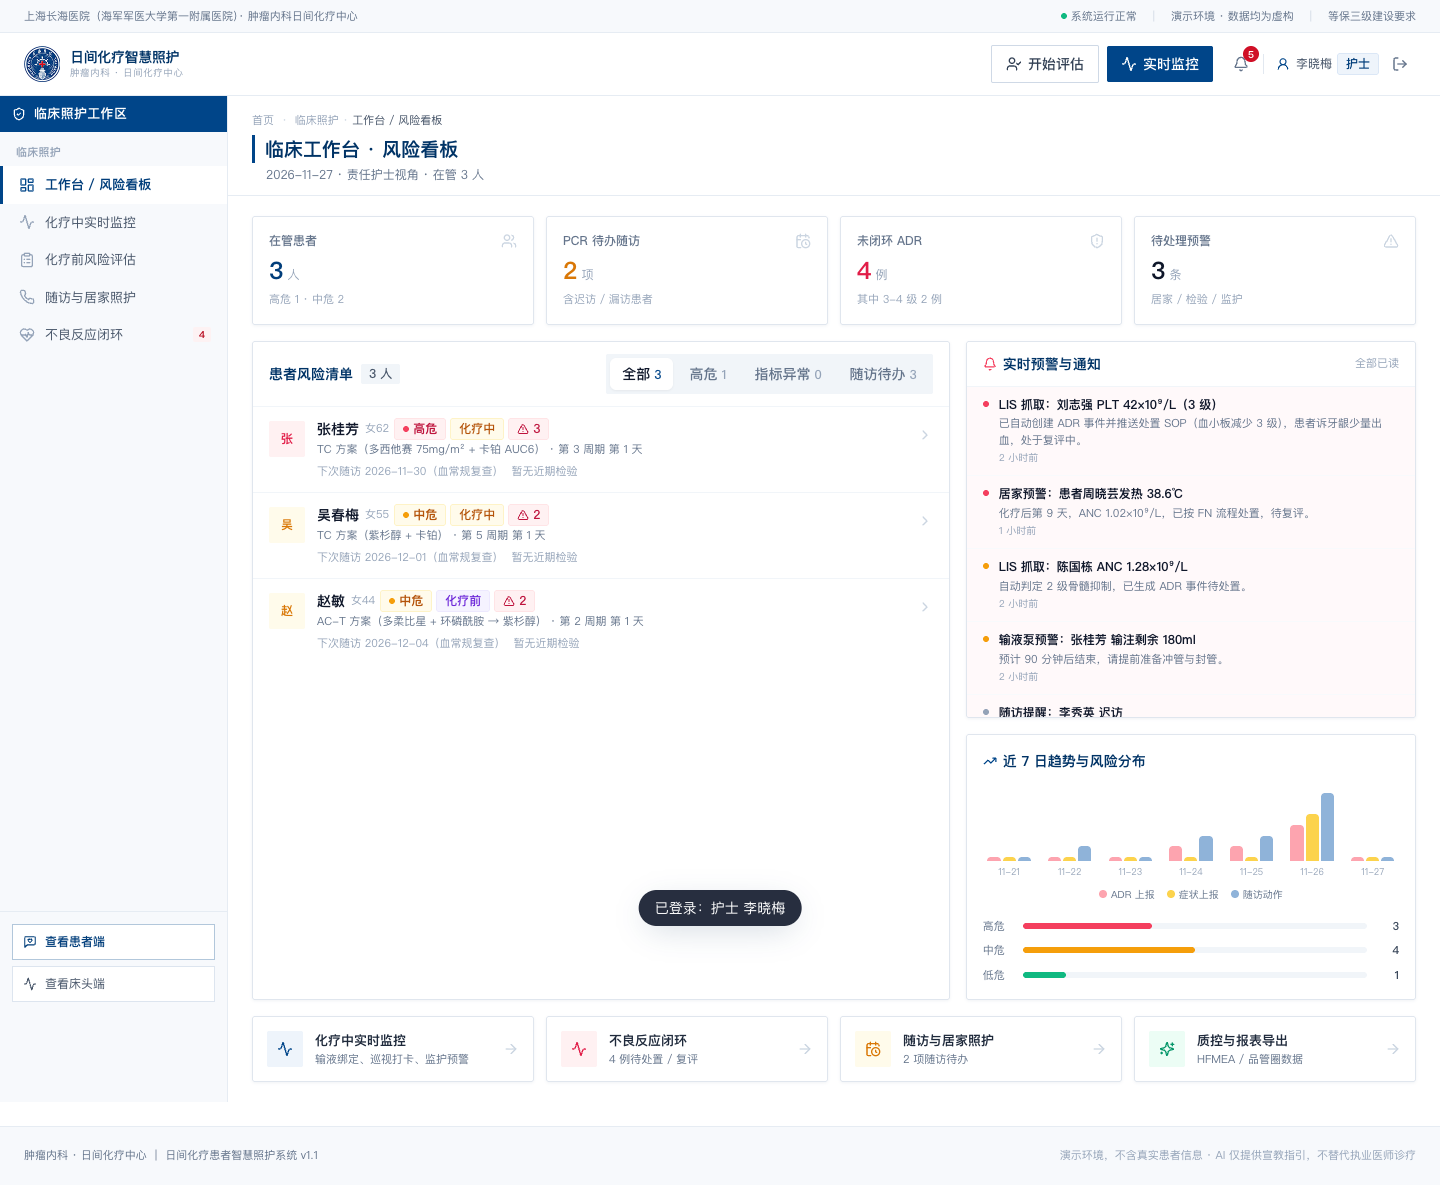 上海长海医院（海军军医大学第一附属医院）· 肿瘤内科日间化疗中心
系统运行正常 | 演示环境 · 数据均为虚构 | 等保三级建设要求
日间化疗智慧照护
肿瘤内科 · 日间化疗中心
开始评估
实时监控
5
李晓梅 护士
临床照护工作区
临床照护
工作台 / 风险看板
化疗中实时监控
化疗前风险评估
随访与居家照护
不良反应闭环 4
查看患者端
查看床头端
首页 · 临床照护 · 工作台 / 风险看板
临床工作台 · 风险看板
2026-11-27 · 责任护士视角 · 在管 3 人
在管患者
3 人
高危 1 · 中危 2
PCR 待办随访
2 项
含迟访 / 漏访患者
未闭环 ADR
4 例
其中 3-4 级 2 例
待处理预警
3 条
居家 / 检验 / 监护
患者风险清单 3 人
全部 3 高危 1 指标异常 0 随访待办 3
张
张桂芳 女62 高危 化疗中 3
TC 方案（多西他赛 75mg/m² + 卡铂 AUC6） · 第 3 周期 第 1 天
下次随访 2026-11-30（血常规复查） 暂无近期检验
吴
吴春梅 女55 中危 化疗中 2
TC 方案（紫杉醇 + 卡铂） · 第 5 周期 第 1 天
下次随访 2026-12-01（血常规复查） 暂无近期检验
赵
赵敏 女44 中危 化疗前 2
AC-T 方案（多柔比星 + 环磷酰胺 → 紫杉醇） · 第 2 周期 第 1 天
下次随访 2026-12-04（血常规复查） 暂无近期检验
实时预警与通知 全部已读
LIS 抓取：刘志强 PLT 42×10⁹/L（3 级）
已自动创建 ADR 事件并推送处置 SOP（血小板减少 3 级），患者诉牙龈少量出
血，处于复评中。
2 小时前
居家预警：患者周晓芸发热 38.6℃
化疗后第 9 天，ANC 1.02×10⁹/L，已按 FN 流程处置，待复评。
1 小时前
LIS 抓取：陈国栋 ANC 1.28×10⁹/L
自动判定 2 级骨髓抑制，已生成 ADR 事件待处置。
2 小时前
输液泵预警：张桂芳 输注剩余 180ml
预计 90 分钟后结束，请提前准备冲管与封管。
2 小时前
随访提醒：李秀英 迟访
近 7 日趋势与风险分布
11-21 11-22 11-23 11-24 11-25 11-26 11-27
ADR 上报 症状上报 随访动作
高危 3
中危 4
低危 1
已登录：护士 李晓梅
化疗中实时监控
输液绑定、巡视打卡、监护预警
不良反应闭环
4 例待处置 / 复评
随访与居家照护
2 项随访待办
质控与报表导出
HFMEA / 品管圈数据
肿瘤内科 · 日间化疗中心 | 日间化疗患者智慧照护系统 v1.1
演示环境，不含真实患者信息 · AI 仅提供宣教指引，不替代执业医师诊疗